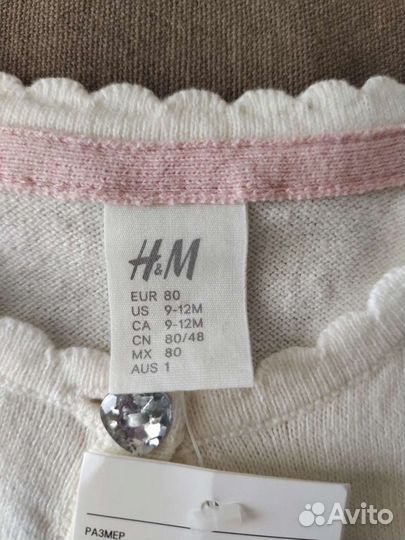 H&M
EUR 80
US 9-12M
CA 9-12M
CN 80/48
MX 80
AUS 1
РАЗМЕР
Avito